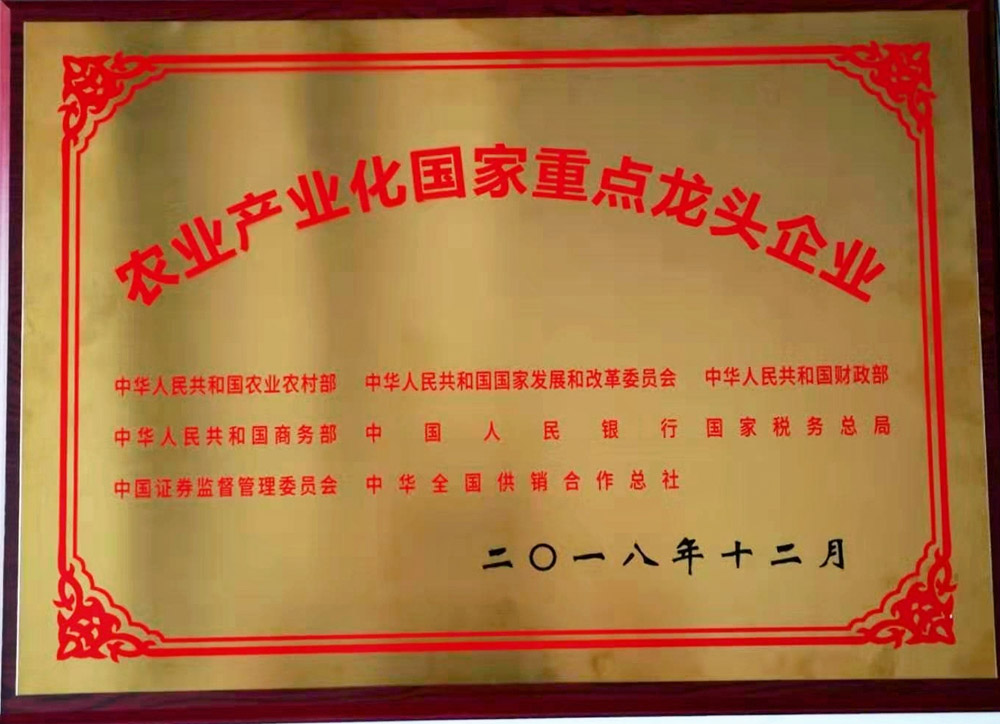 农业产业化国家重点龙头企业
中华人民共和国农业农村部 中华人民共和国国家发展和改革委员会 中华人民共和国财政部
中华人民共和国商务部 中国人民银行 国家税务总局
中国证券监督管理委员会 中华全国供销合作总社
二〇一八年十二月